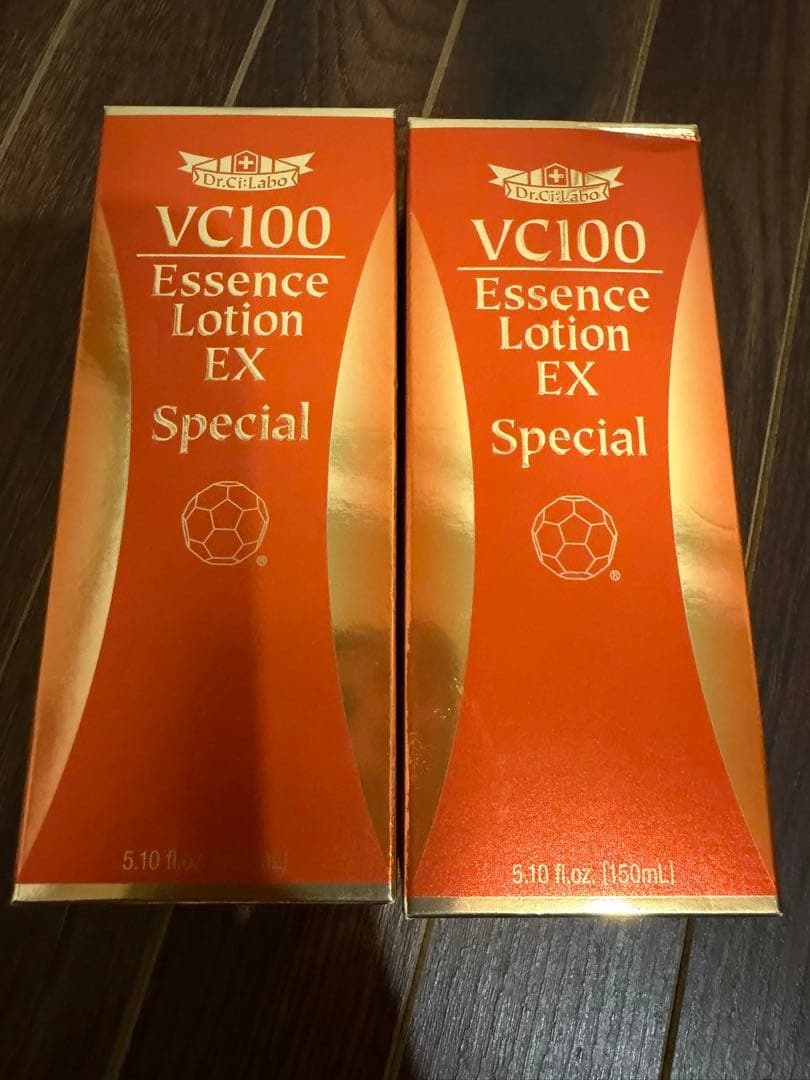 Dr.Ci:Labo
VC100
Essence
Lotion
EX
Special
®
5.10 fl.oz.
Dr.Ci:Labo
VC100
Essence
Lotion
EX
Special
®
5.10 fl.oz. [150mL]